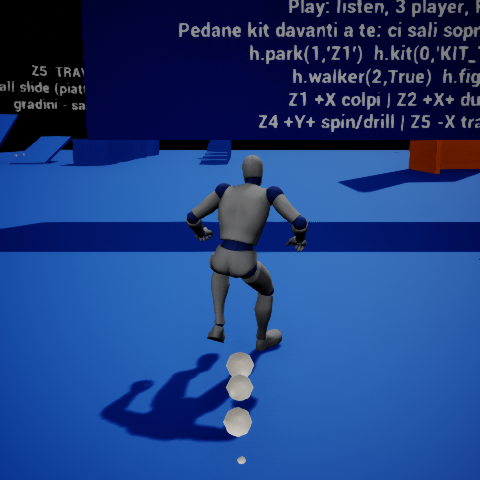 Play: listen, 3 player,
Pedane kit davanti a te: ci sali sopr
h.park(1,'Z1') h.kit(0,'KIT_
h.walker(2,True) h.fig
Z1 +X colpi | Z2 +X+ du
Z4 +Y+ spin/drill | Z5 -X tra
Z5 TRAV
all slide (piat
gradini - sa